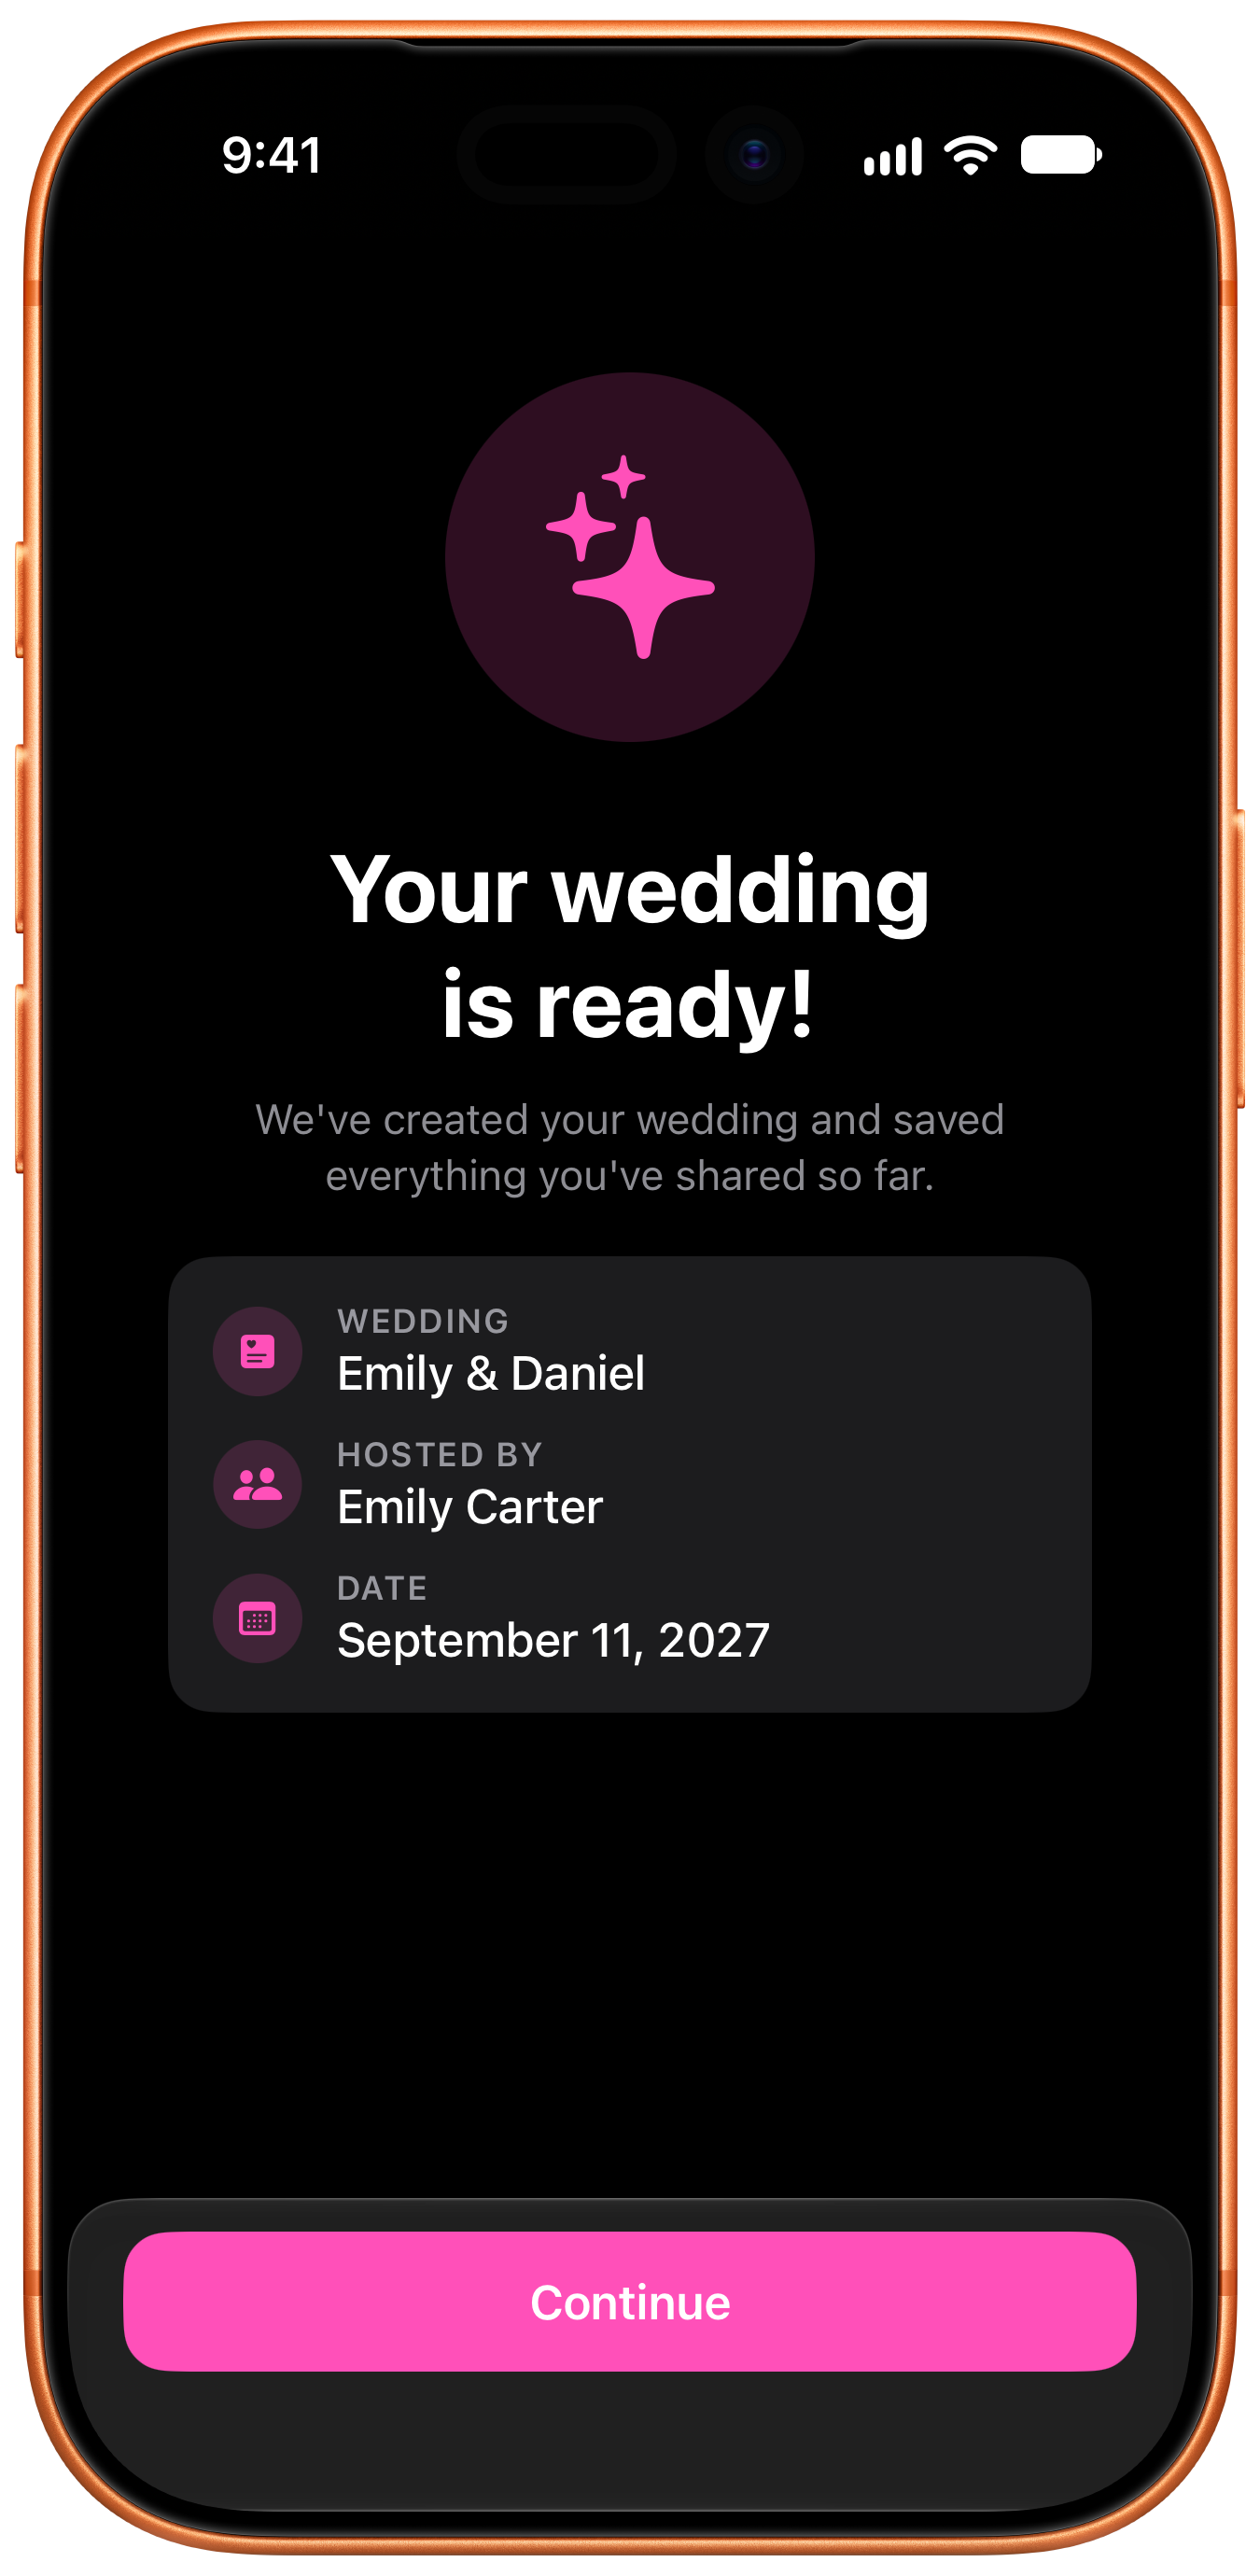 9:41
Your wedding
is ready!
We've created your wedding and saved
everything you've shared so far.
WEDDING
Emily & Daniel
HOSTED BY
Emily Carter
DATE
September 11, 2027
Continue